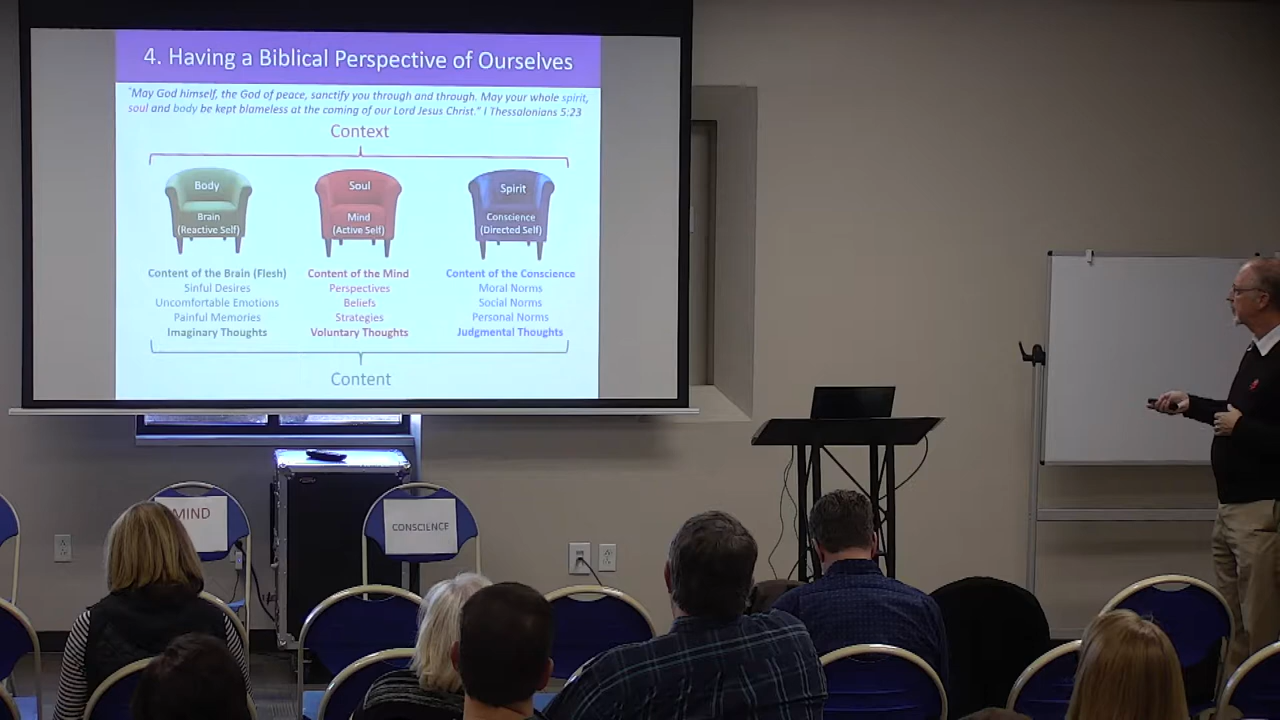 4. Having a Biblical Perspective of Ourselves
"May God himself, the God of peace, sanctify you through and through. May your whole spirit,
soul and body be kept blameless at the coming of our Lord Jesus Christ." I Thessalonians 5:23
Context
Body
Brain
(Reactive Self)
Soul
Mind
(Active Self)
Spirit
Conscience
(Directed Self)
Content of the Brain (Flesh)
Sinful Desires
Uncomfortable Emotions
Painful Memories
Imaginary Thoughts
Content of the Mind
Perspectives
Beliefs
Strategies
Voluntary Thoughts
Content of the Conscience
Moral Norms
Social Norms
Personal Norms
Judgmental Thoughts
Content
MIND
CONSCIENCE